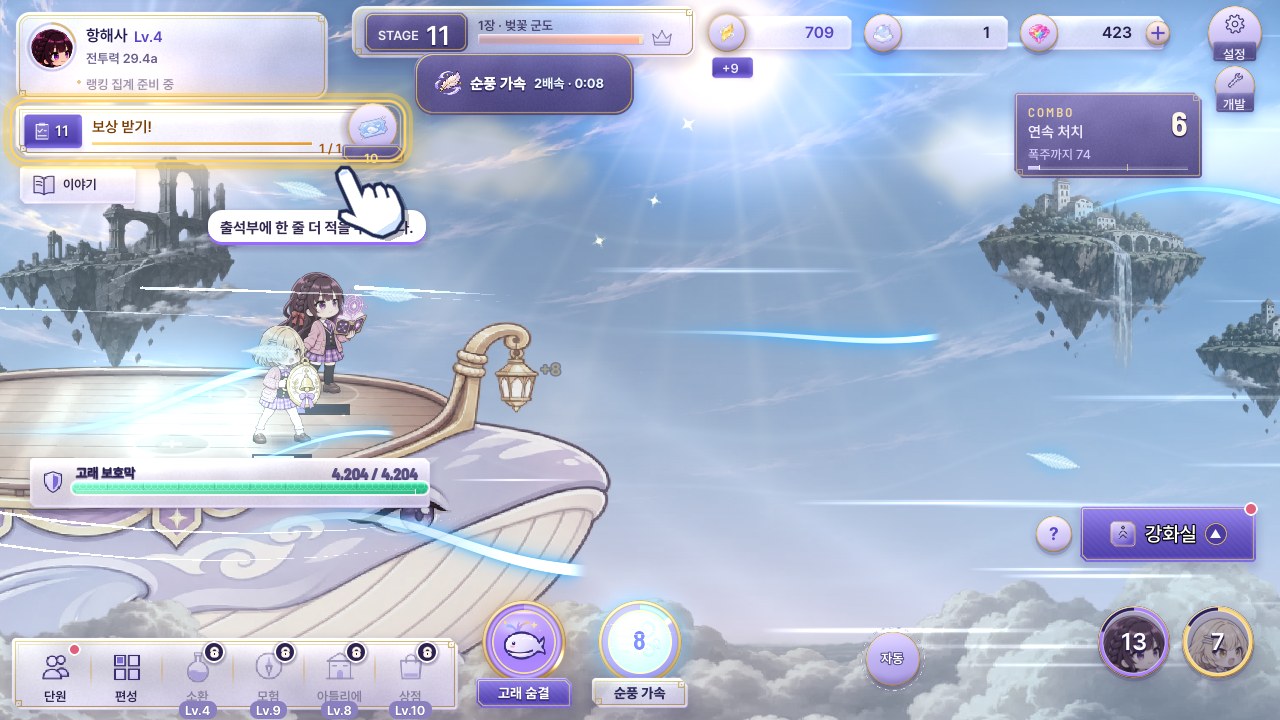 항해사 Lv.4
전투력 29.4a
랭킹 집계 준비 중
STAGE 11
1장 · 벚꽃 군도
순풍 가속 2배속 · 0:08
709
+9
1
423
설정
개발
11
보상 받기!
1/1
10
COMBO
연속 처치
6
폭주까지 74
이야기
출석부에 한 줄 더 적을
다.
+8
고래 보호막
4.204 / 4.204
?
강화실
단원
편성
소환
Lv.4
모험
Lv.9
아틀리에
Lv.8
상점
Lv.10
고래 숨결
8
순풍 가속
자동
13
7